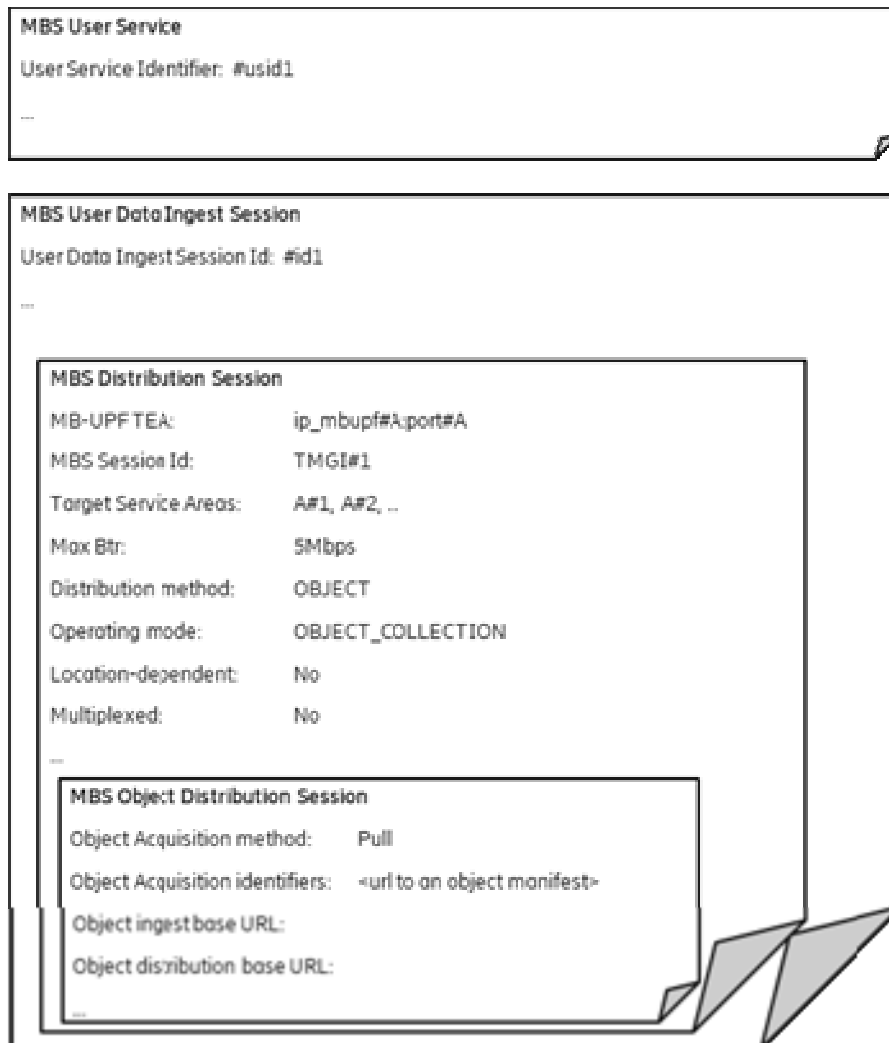 MBS User Service
User Service Identifier: #usid1
...
MBS User Data Ingest Session
User Data Ingest Session Id: #id1
...
MBS Distribution Session
MB-UPF TEA: ip_mbupf#A:port#A
MBS Session Id: TMGI#1
Target Service Areas: A#1, A#2, ..
Max Btr: 5Mbps
Distribution method: OBJECT
Operating mode: OBJECT_COLLECTION
Location-dependent: No
Multiplexed: No
...
MBS Object Distribution Session
Object Acquisition method: Pull
Object Acquisition identifiers: <url to an object manifest>
Object ingest base URL:
Object distribution base URL:
...